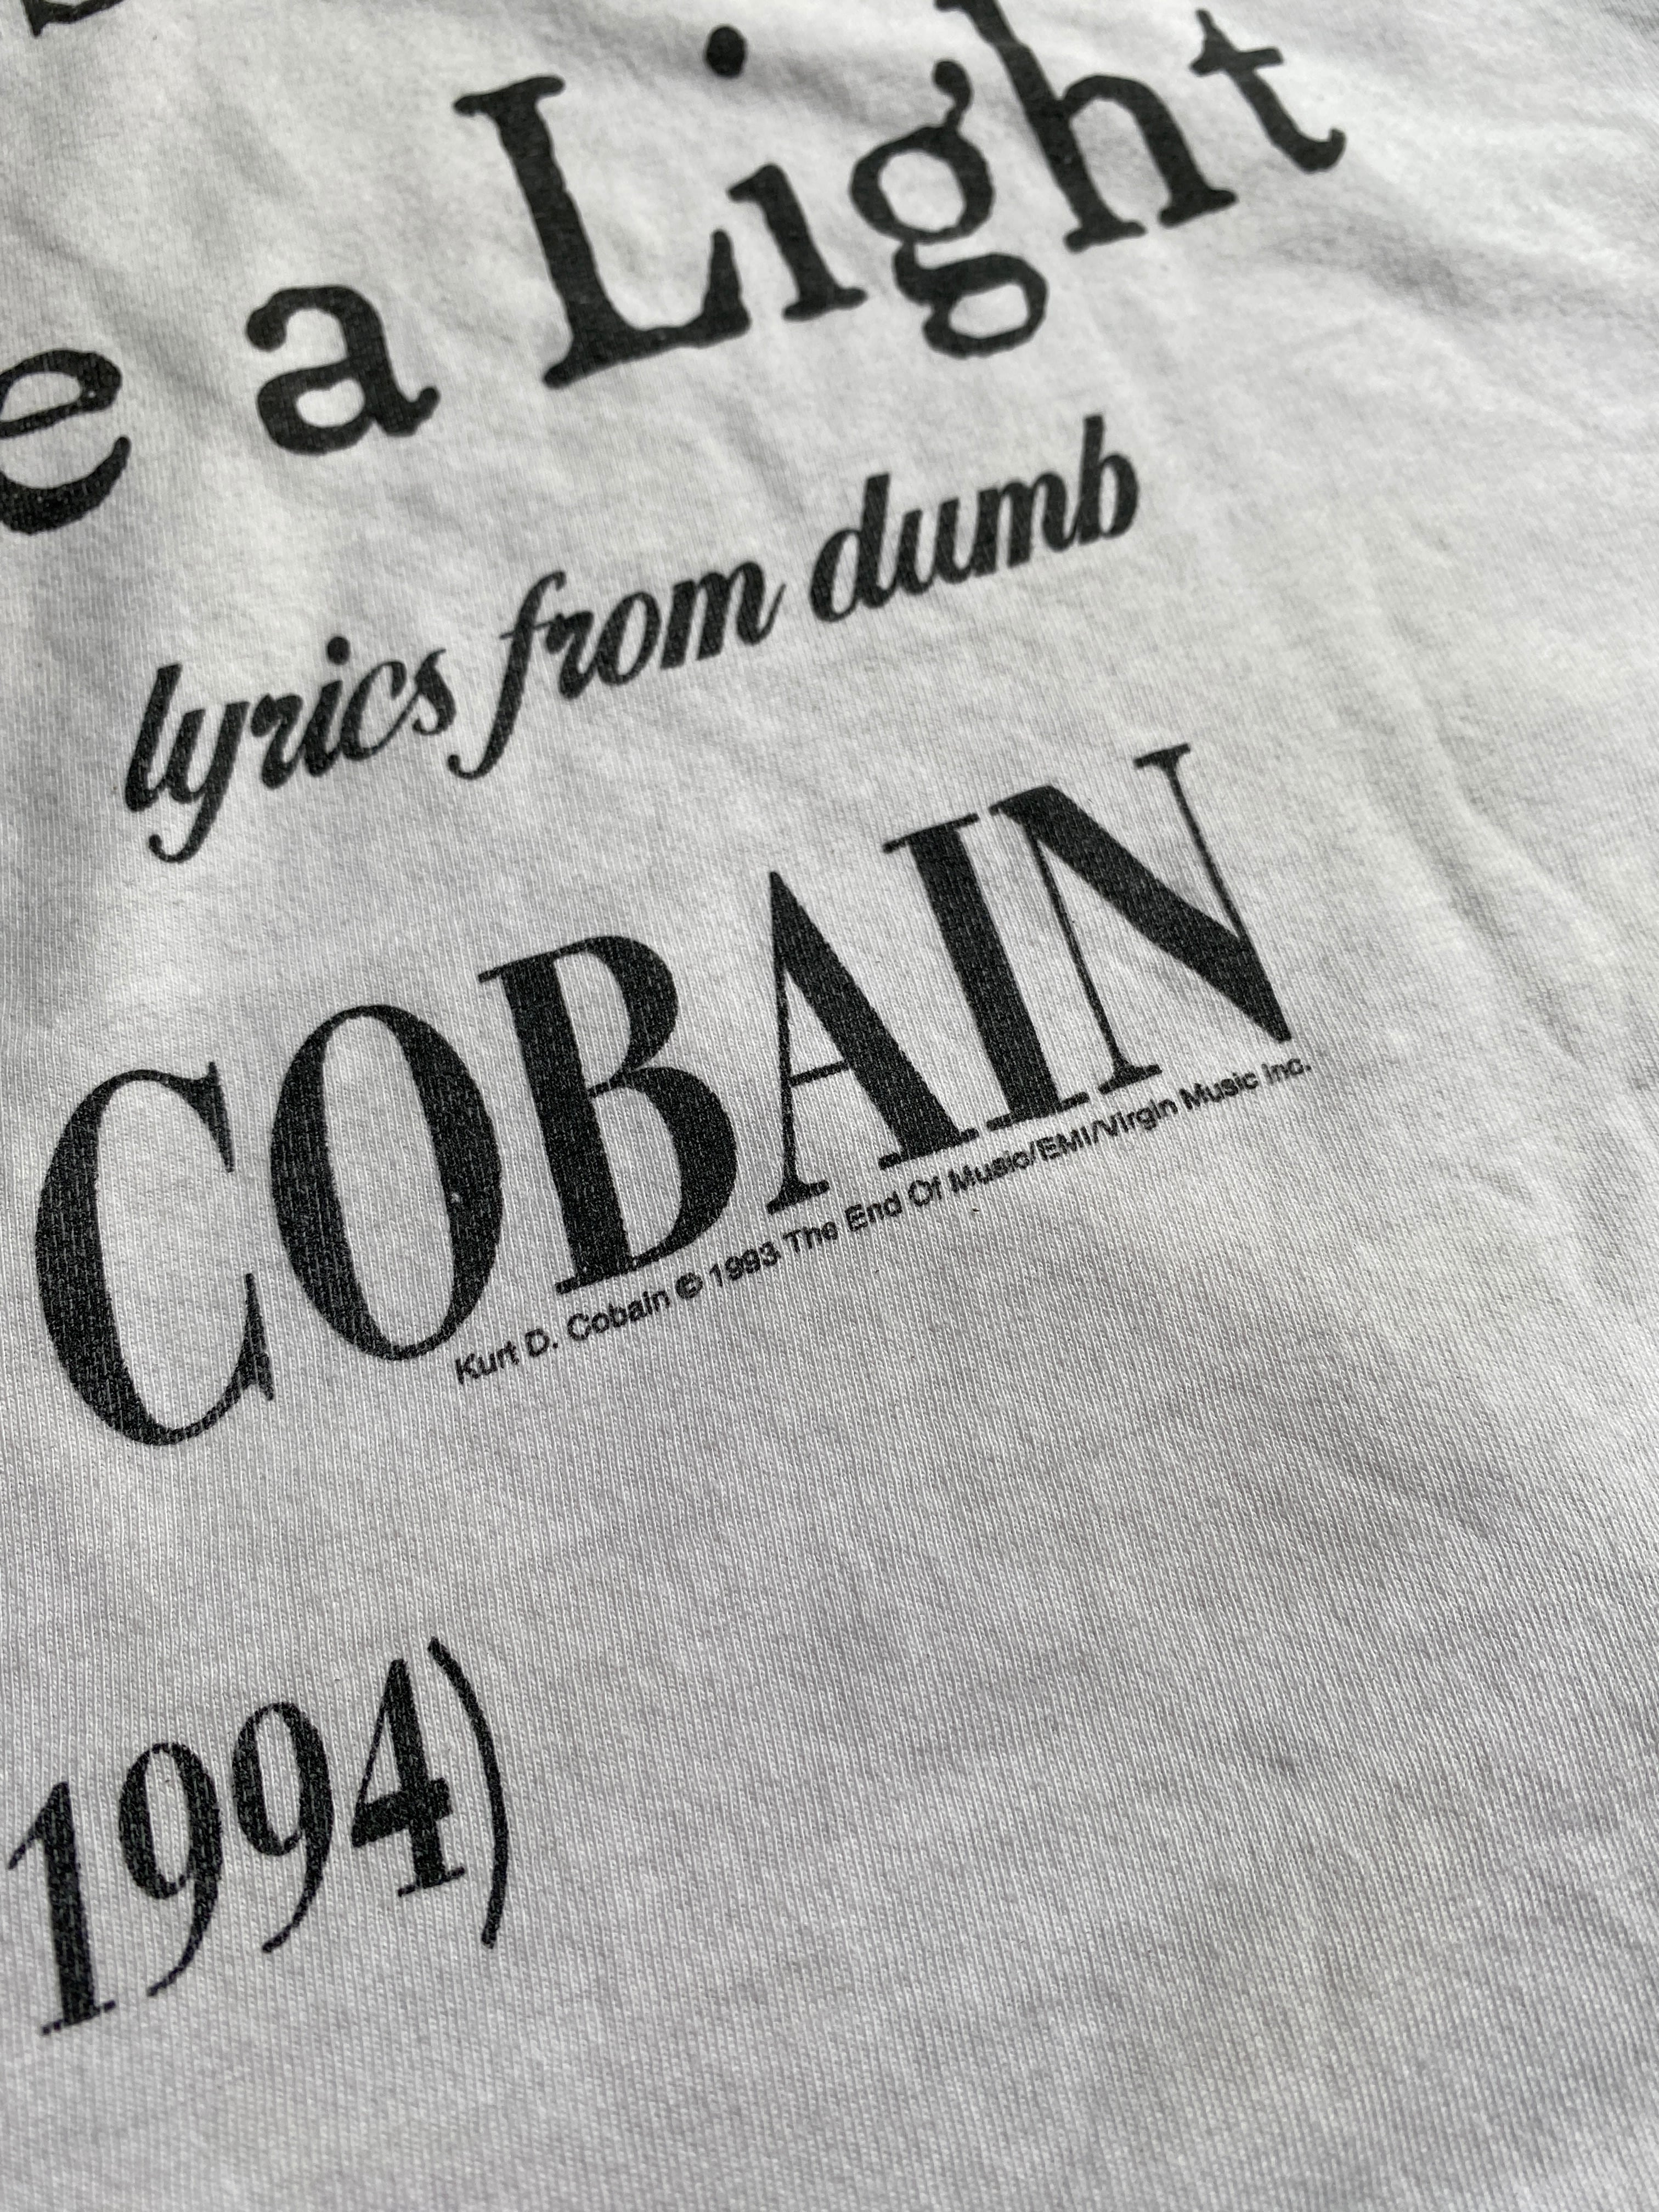 e a Light
lyrics from dumb
COBAIN
Kurt D. Cobain © 1993 The End Of Music/EMI/Virgin Music Inc.
1994)